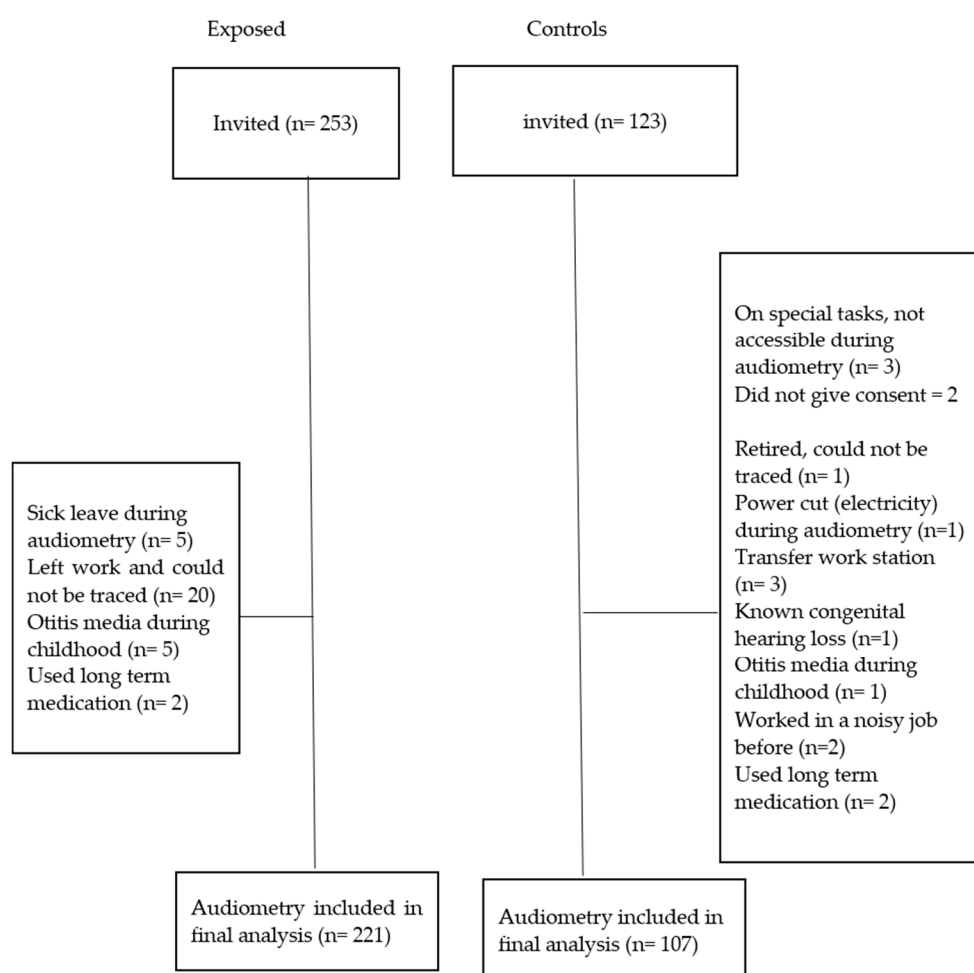 Exposed
Controls
Invited (n= 253)
invited (n= 123)
On special tasks, not
accessible during
audiometry (n= 3)
Did not give consent = 2
Retired, could not be
traced (n= 1)
Power cut (electricity)
during audiometry (n=1)
Transfer work station
(n= 3)
Known congenital
hearing loss (n=1)
Otitis media during
childhood (n= 1)
Worked in a noisy job
before (n=2)
Used long term
medication (n= 2)
Sick leave during
audiometry (n= 5)
Left work and could
not be traced (n= 20)
Otitis media during
childhood (n= 5)
Used long term
medication (n= 2)
Audiometry included in
final analysis (n= 221)
Audiometry included in
final analysis (n= 107)